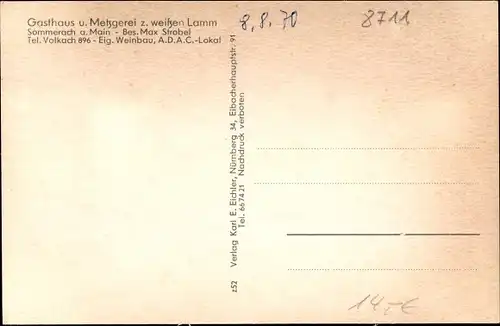 Gasthaus u. Metzgerei z. weißen Lamm
Sommerach a. Main - Bes. Max Strobel
Tel. Volkach 896 - Eig. Weinbau, A.D.A.C.-Lokal
8.8.70
8711
z52 Verlag Karl E. Eichler, Nürnberg 34, Eibacherhauptstr. 91
Tel. 667421 Nachdruck verboten
14,-€